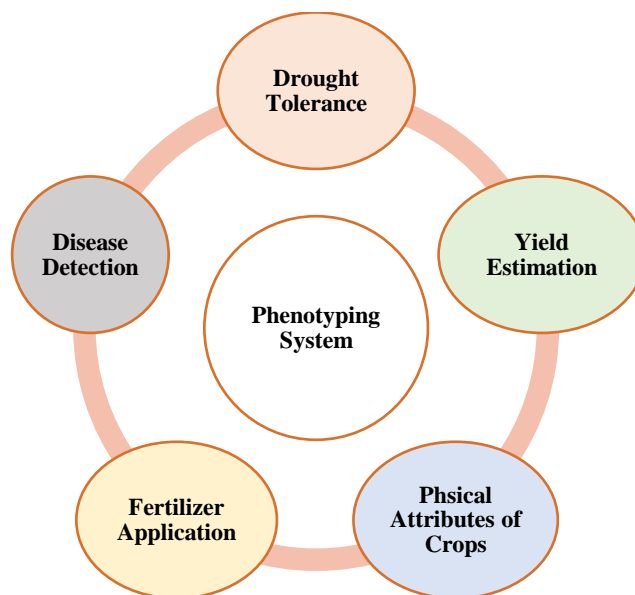 Drought
Tolerance
Disease
Detection
Yield
Estimation
Phenotyping
System
Fertilizer
Application
Phsical
Attributes of
Crops